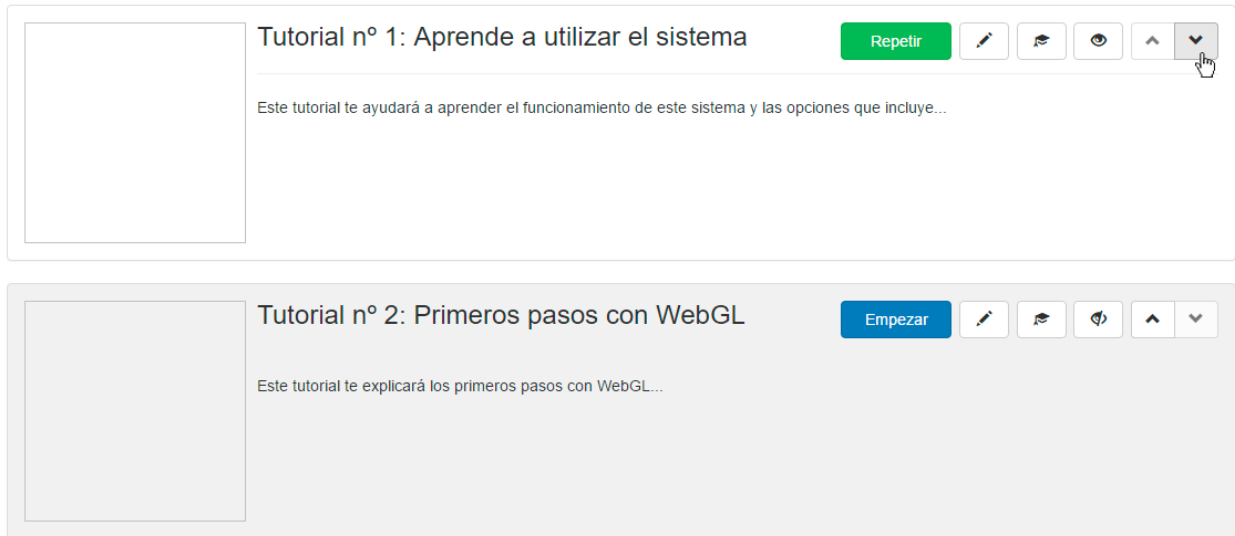 Tutorial nº 1: Aprende a utilizar el sistema
Repetir
Este tutorial te ayudará a aprender el funcionamiento de este sistema y las opciones que incluye...
Tutorial nº 2: Primeros pasos con WebGL
Empezar
Este tutorial te explicará los primeros pasos con WebGL...